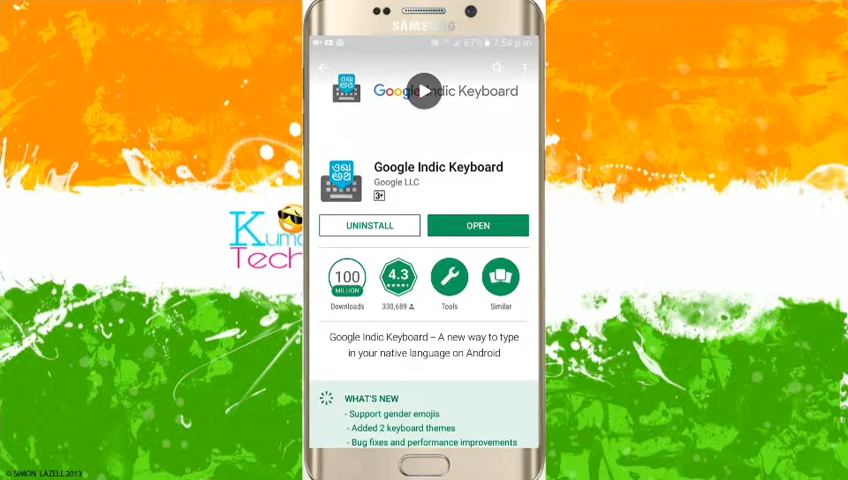 SAMSUNG
67% 7:54 p.m.
Google Indic Keyboard
Google Indic Keyboard
Google LLC
3+
UNINSTALL
OPEN
100
MILLION
4.3
Downloads
330,689
Tools
Similar
Google Indic Keyboard – A new way to type
in your native language on Android
WHAT'S NEW
- Support gender emojis
- Added 2 keyboard themes
- Bug fixes and performance improvements
Tech
© SIMON LAZELL 2013